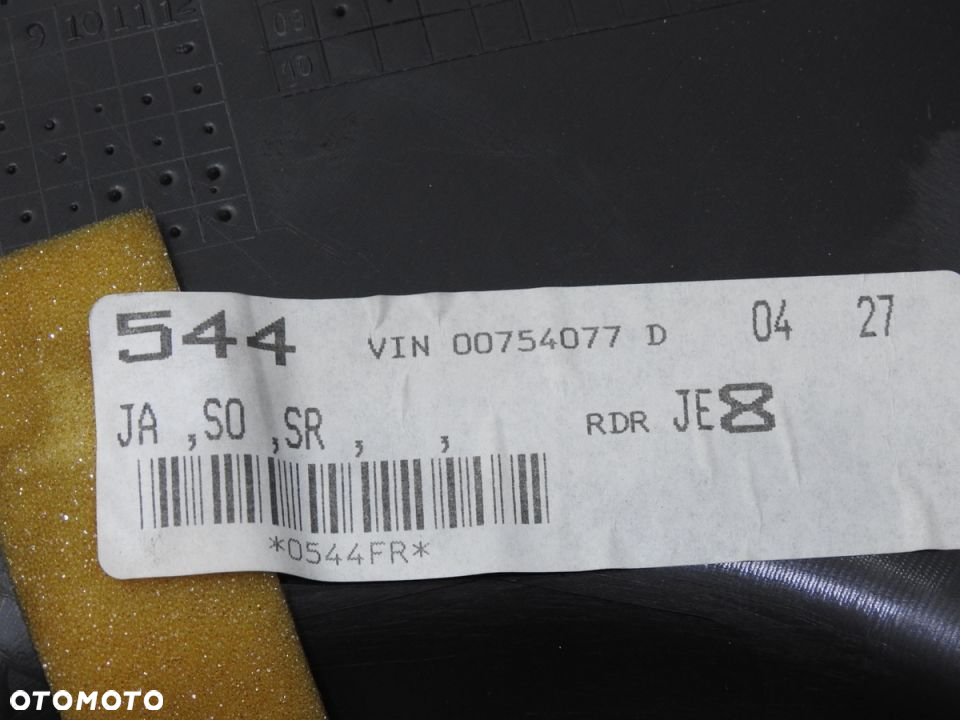 9 10 11 12
09
10
544 VIN 00754077 D 04 27
JA ,SO ,SR , , RDR JE8
*0544FR*
OTOMOTO